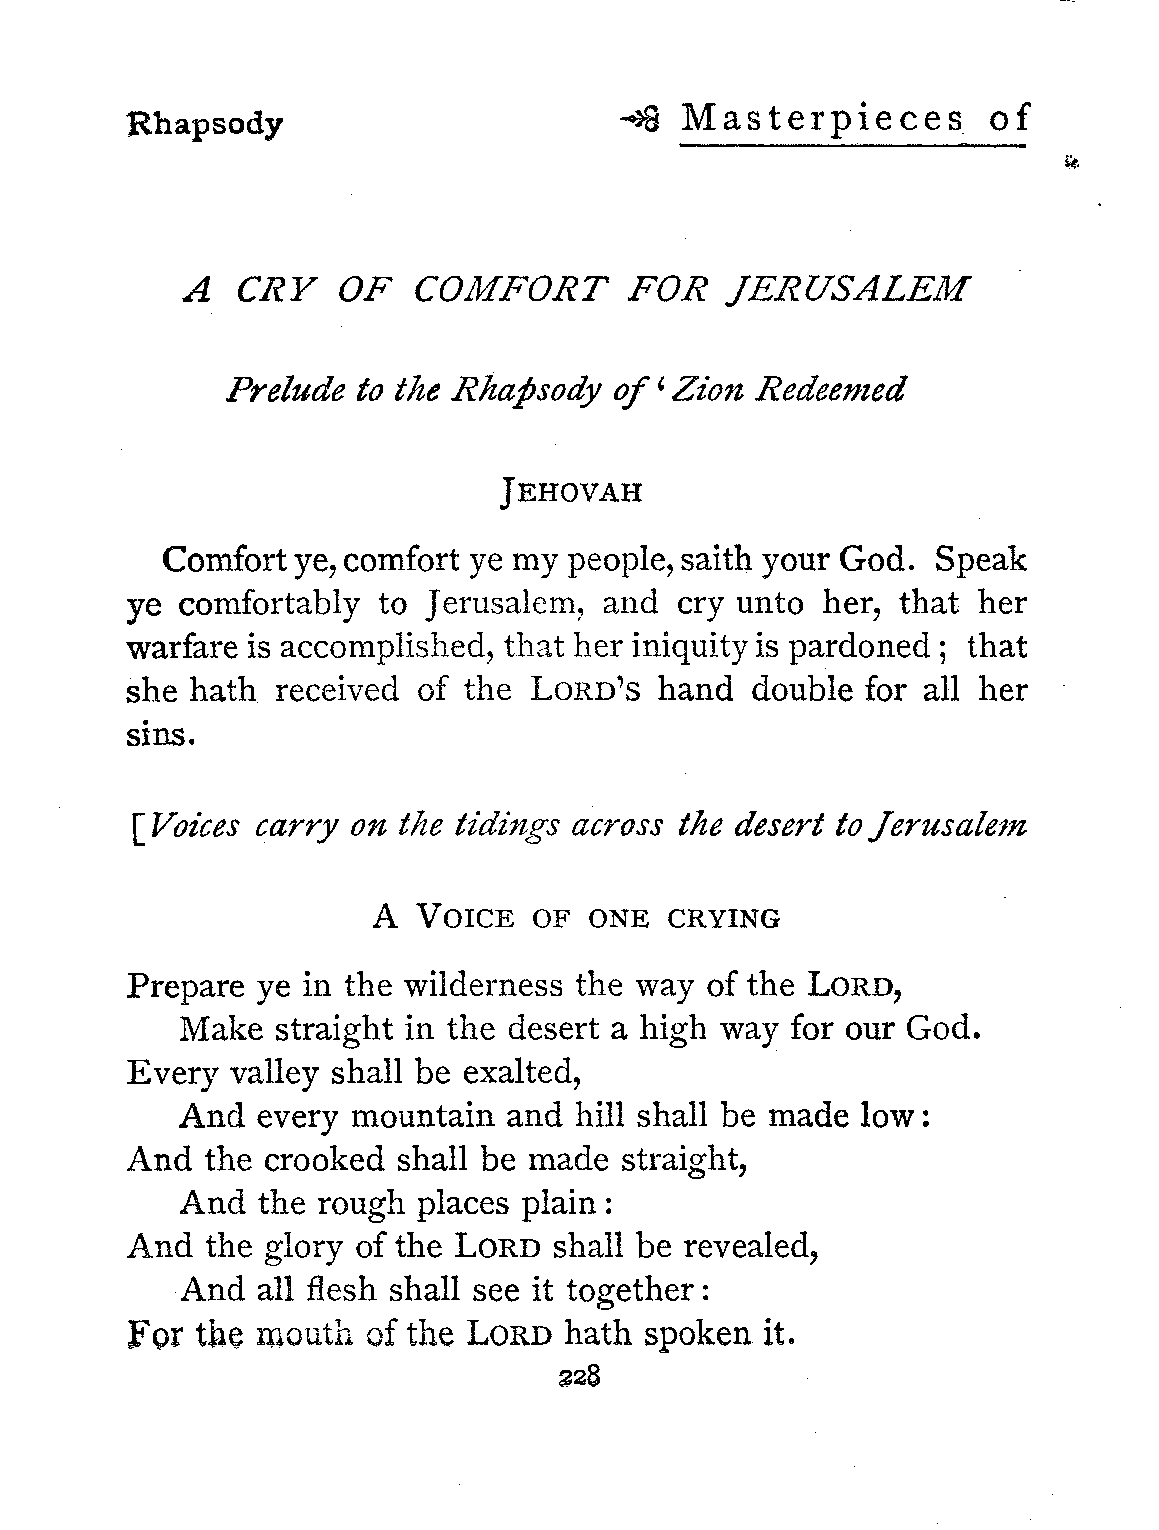 Rhapsody Masterpieces of
A CRY OF COMFORT FOR JERUSALEM
Prelude to the Rhapsody of ‘ Zion Redeemed
JEHOVAH
Comfort ye, comfort ye my people, saith your God. Speak
ye comfortably to Jerusalem, and cry unto her, that her
warfare is accomplished, that her iniquity is pardoned ; that
she hath received of the LORD'S hand double for all her
sins.
[ Voices carry on the tidings across the desert to Jerusalem
A VOICE OF ONE CRYING
Prepare ye in the wilderness the way of the LORD,
Make straight in the desert a high way for our God.
Every valley shall be exalted,
And every mountain and hill shall be made low :
And the crooked shall be made straight,
And the rough places plain :
And the glory of the LORD shall be revealed,
And all flesh shall see it together :
For the mouth of the LORD hath spoken it.
228